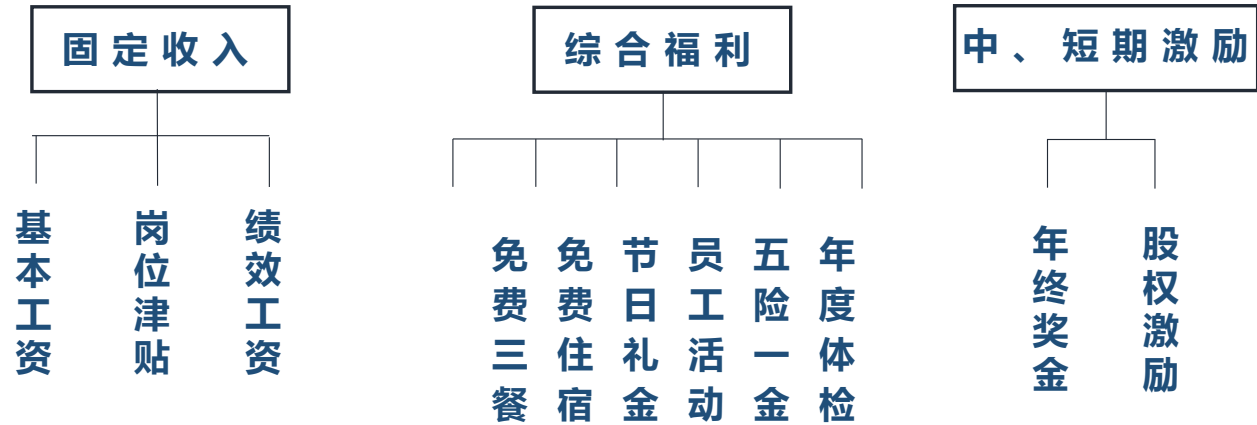 固定收入
综合福利
中、短期激励
基本工资
岗位津贴
绩效工资
免费三餐
免费住宿
节日礼金
员工活动
五险一金
年度体检
年终奖金
股权激励